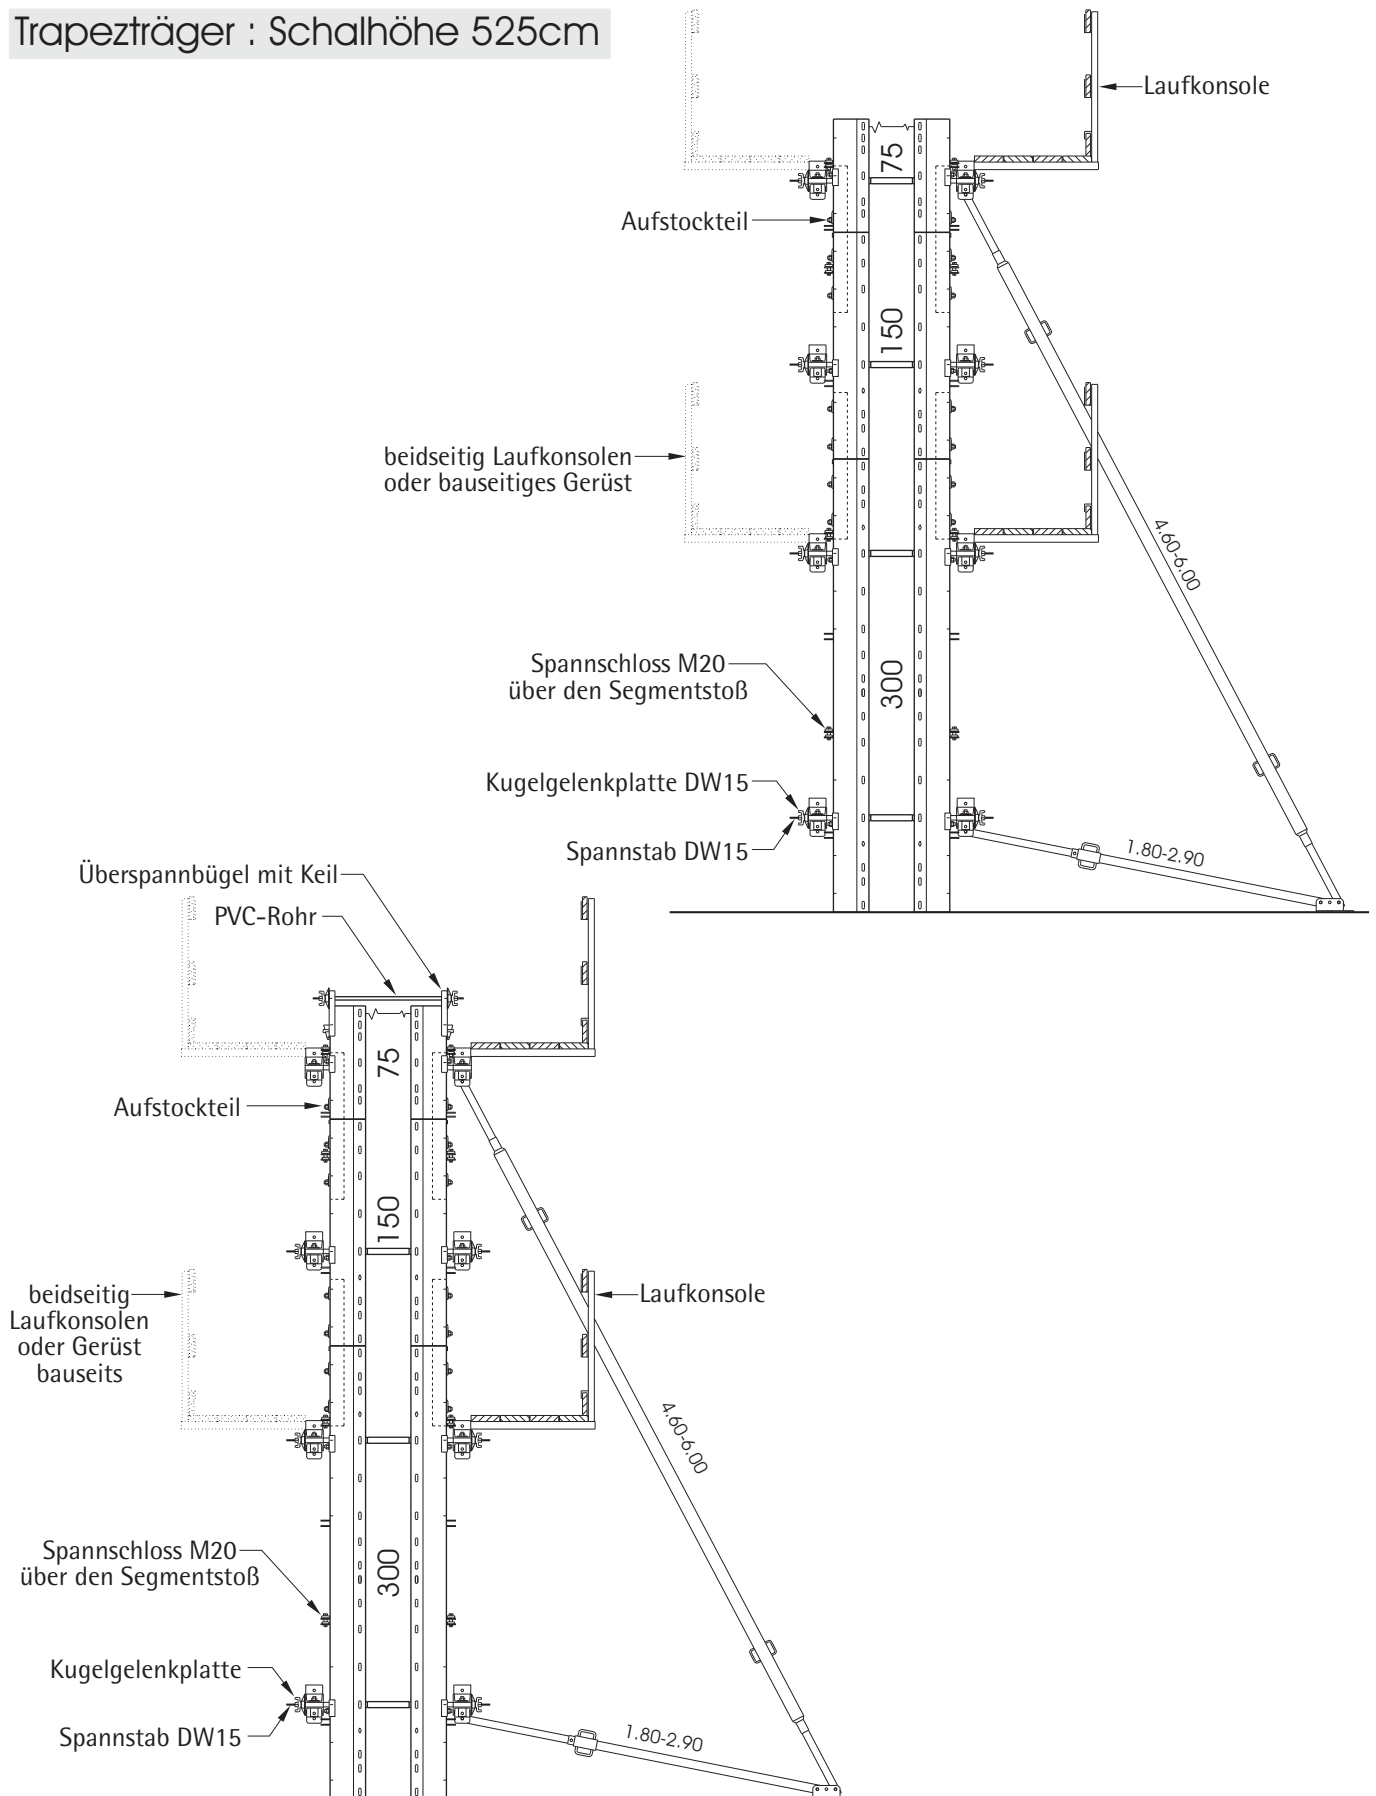 Trapezträger : Schalhöhe 525cm
Laufkonsole
75
Aufstockteil
150
beidseitig Laufkonsolen
oder bauseitiges Gerüst
4.60-6.00
Spannschloss M20
über den Segmentstoß
300
Kugelgelenkplatte DW15
Spannstab DW15
1.80-2.90
Überspannbügel mit Keil
PVC-Rohr
75
Aufstockteil
150
beidseitig
Laufkonsolen
oder Gerüst
bauseits
Laufkonsole
4.60-6.00
Spannschloss M20
über den Segmentstoß
300
Kugelgelenkplatte
Spannstab DW15
1.80-2.90